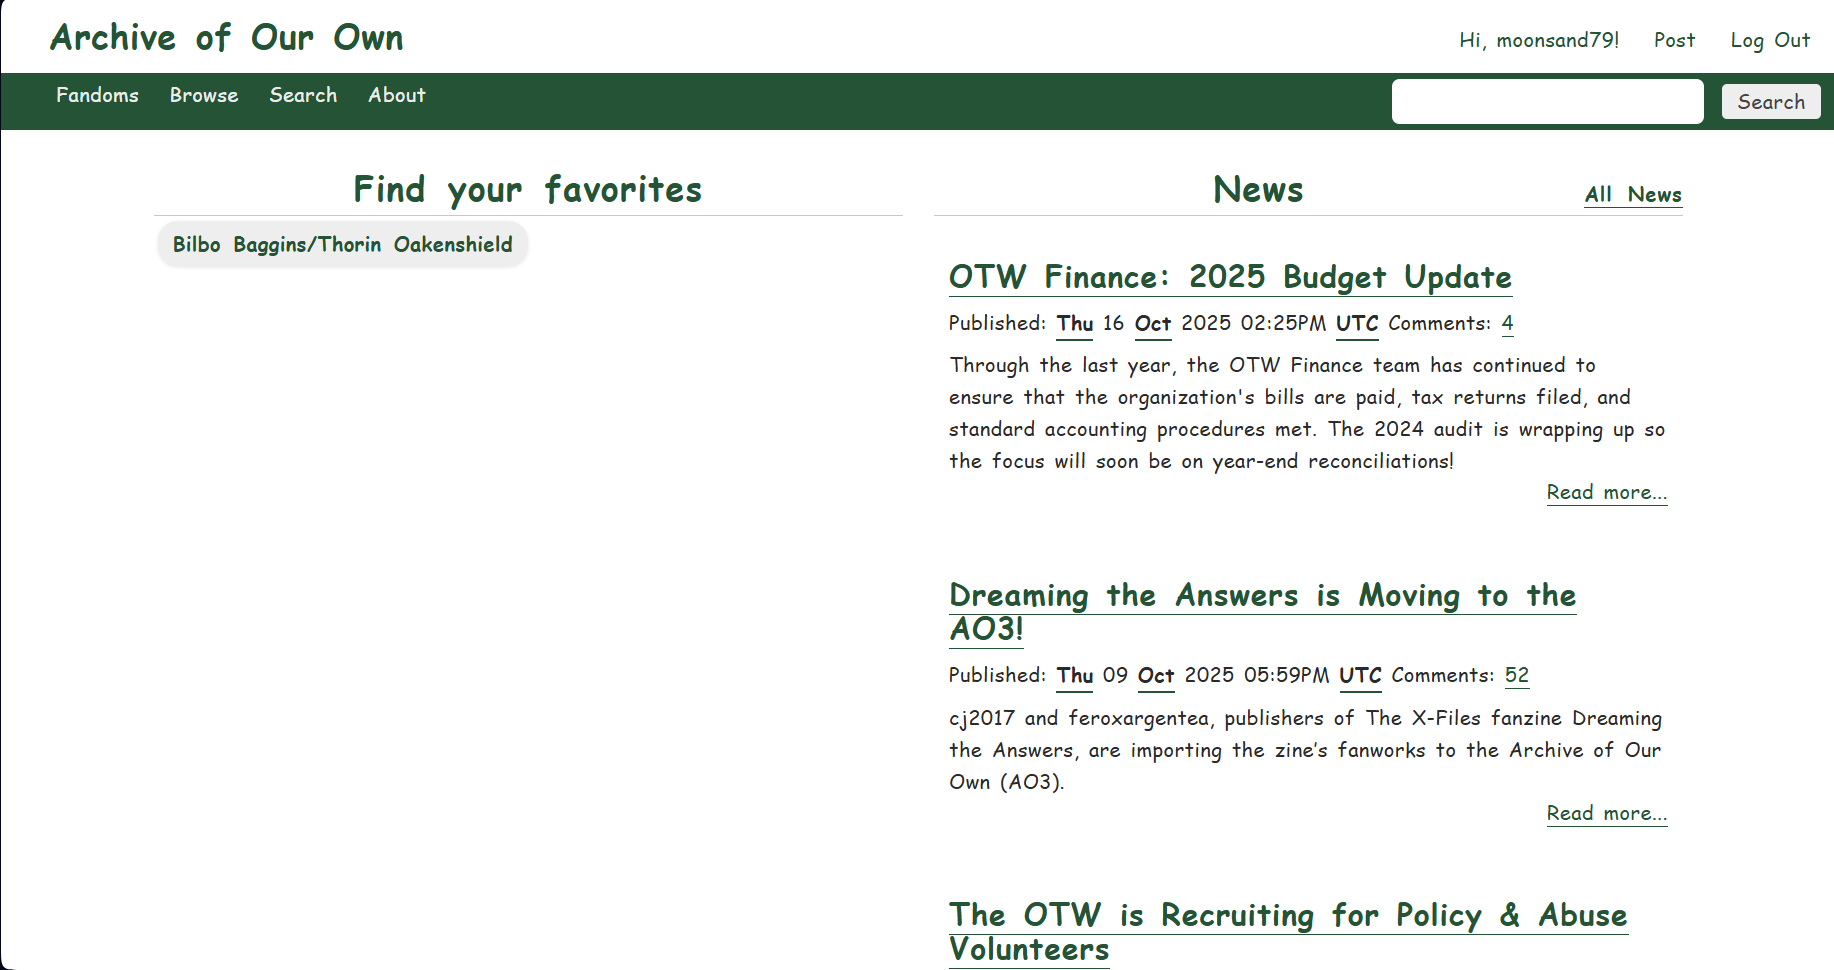 Archive of Our Own
Hi, moonsand79! Post Log Out
Fandoms Browse Search About
Search
Find your favorites
Bilbo Baggins/Thorin Oakenshield
News
All News
OTW Finance: 2025 Budget Update
Published: Thu 16 Oct 2025 02:25PM UTC Comments: 4
Through the last year, the OTW Finance team has continued to
ensure that the organization's bills are paid, tax returns filed, and
standard accounting procedures met. The 2024 audit is wrapping up so
the focus will soon be on year-end reconciliations!
Read more...
Dreaming the Answers is Moving to the
AO3!
Published: Thu 09 Oct 2025 05:59PM UTC Comments: 52
cj2017 and feroxargentea, publishers of The X-Files fanzine Dreaming
the Answers, are importing the zine’s fanworks to the Archive of Our
Own (AO3).
Read more...
The OTW is Recruiting for Policy & Abuse
Volunteers